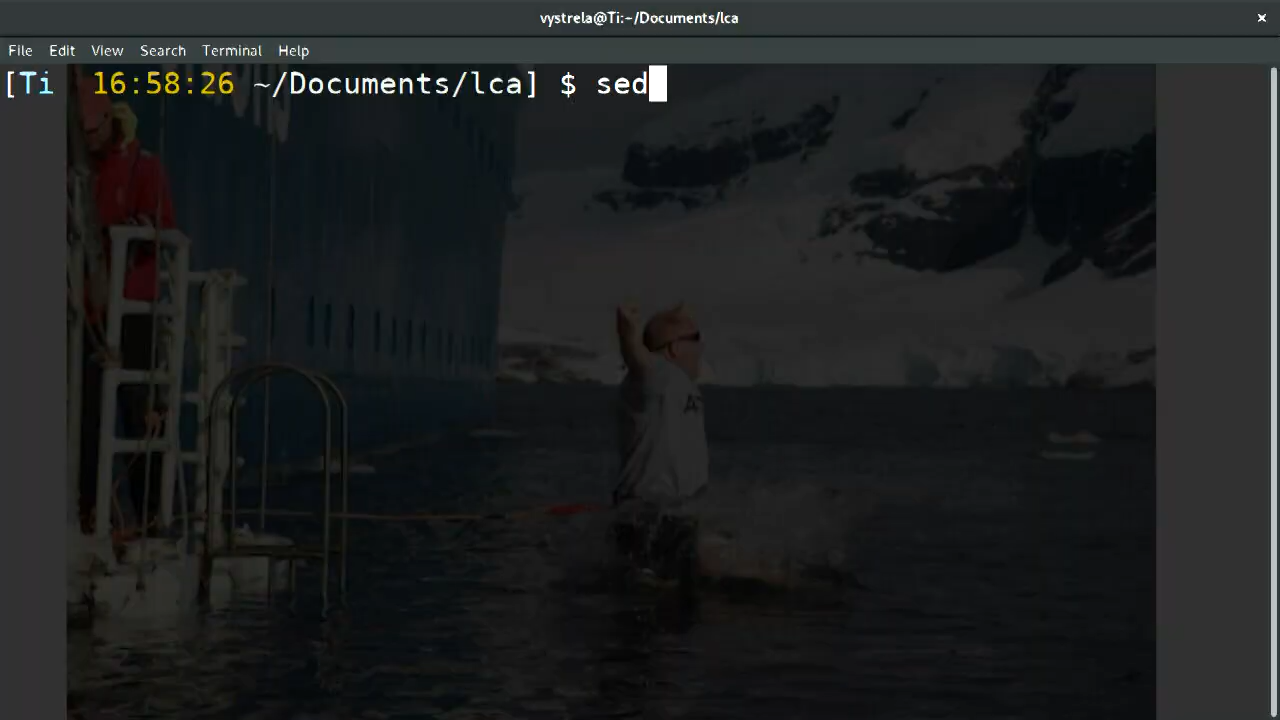 vystrela@Ti:~/Documents/lca ×
File Edit View Search Terminal Help
[Ti 16:58:26 ~/Documents/lca] $ sed